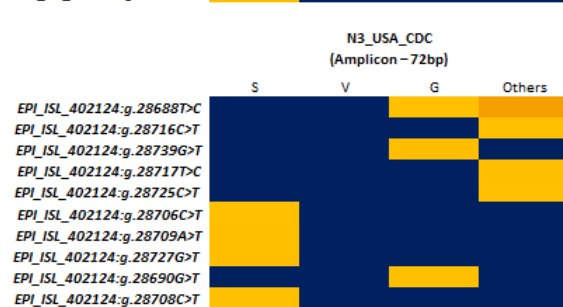 N3_USA_CDC
(Amplicon – 72bp)
S V G Others
EPI_ISL_402124:g.28688T>C
EPI_ISL_402124:g.28716C>T
EPI_ISL_402124:g.28739G>T
EPI_ISL_402124:g.28717T>C
EPI_ISL_402124:g.28725C>T
EPI_ISL_402124:g.28706C>T
EPI_ISL_402124:g.28709A>T
EPI_ISL_402124:g.28727G>T
EPI_ISL_402124:g.28690G>T
EPI_ISL_402124:g.28708C>T